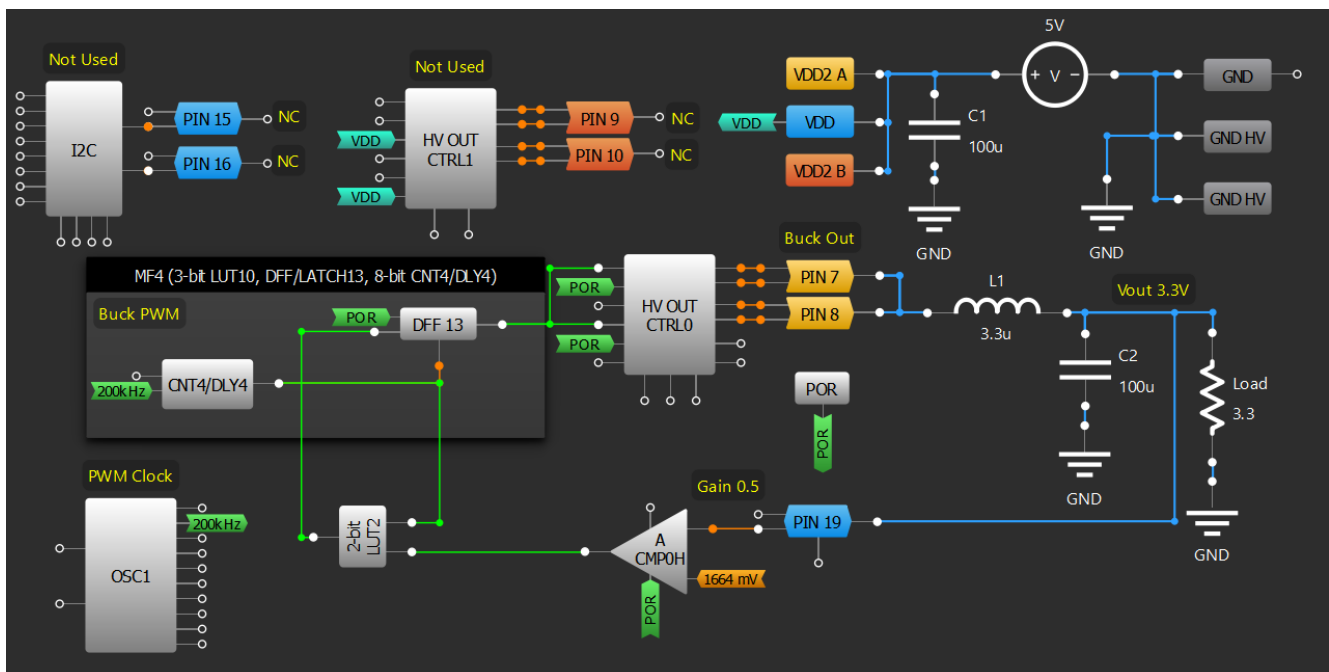 Not Used
I2C
PIN 15
NC
PIN 16
NC
Not Used
VDD
VDD
HV OUT
CTRL1
PIN 9
NC
PIN 10
NC
5V
VDD2 A
VDD
VDD
VDD2 B
C1
100u
GND
+ V −
GND
GND HV
GND HV
GND
MF4 (3-bit LUT10, DFF/LATCH13, 8-bit CNT4/DLY4)
Buck PWM
POR
DFF 13
200kHz
CNT4/DLY4
POR
POR
HV OUT
CTRL0
Buck Out
PIN 7
PIN 8
L1
3.3u
Vout 3.3V
C2
100u
GND
Load
3.3
GND
POR
POR
PWM Clock
200kHz
OSC1
2-bit
LUT2
Gain 0.5
A
CMP0H
1664 mV
POR
PIN 19